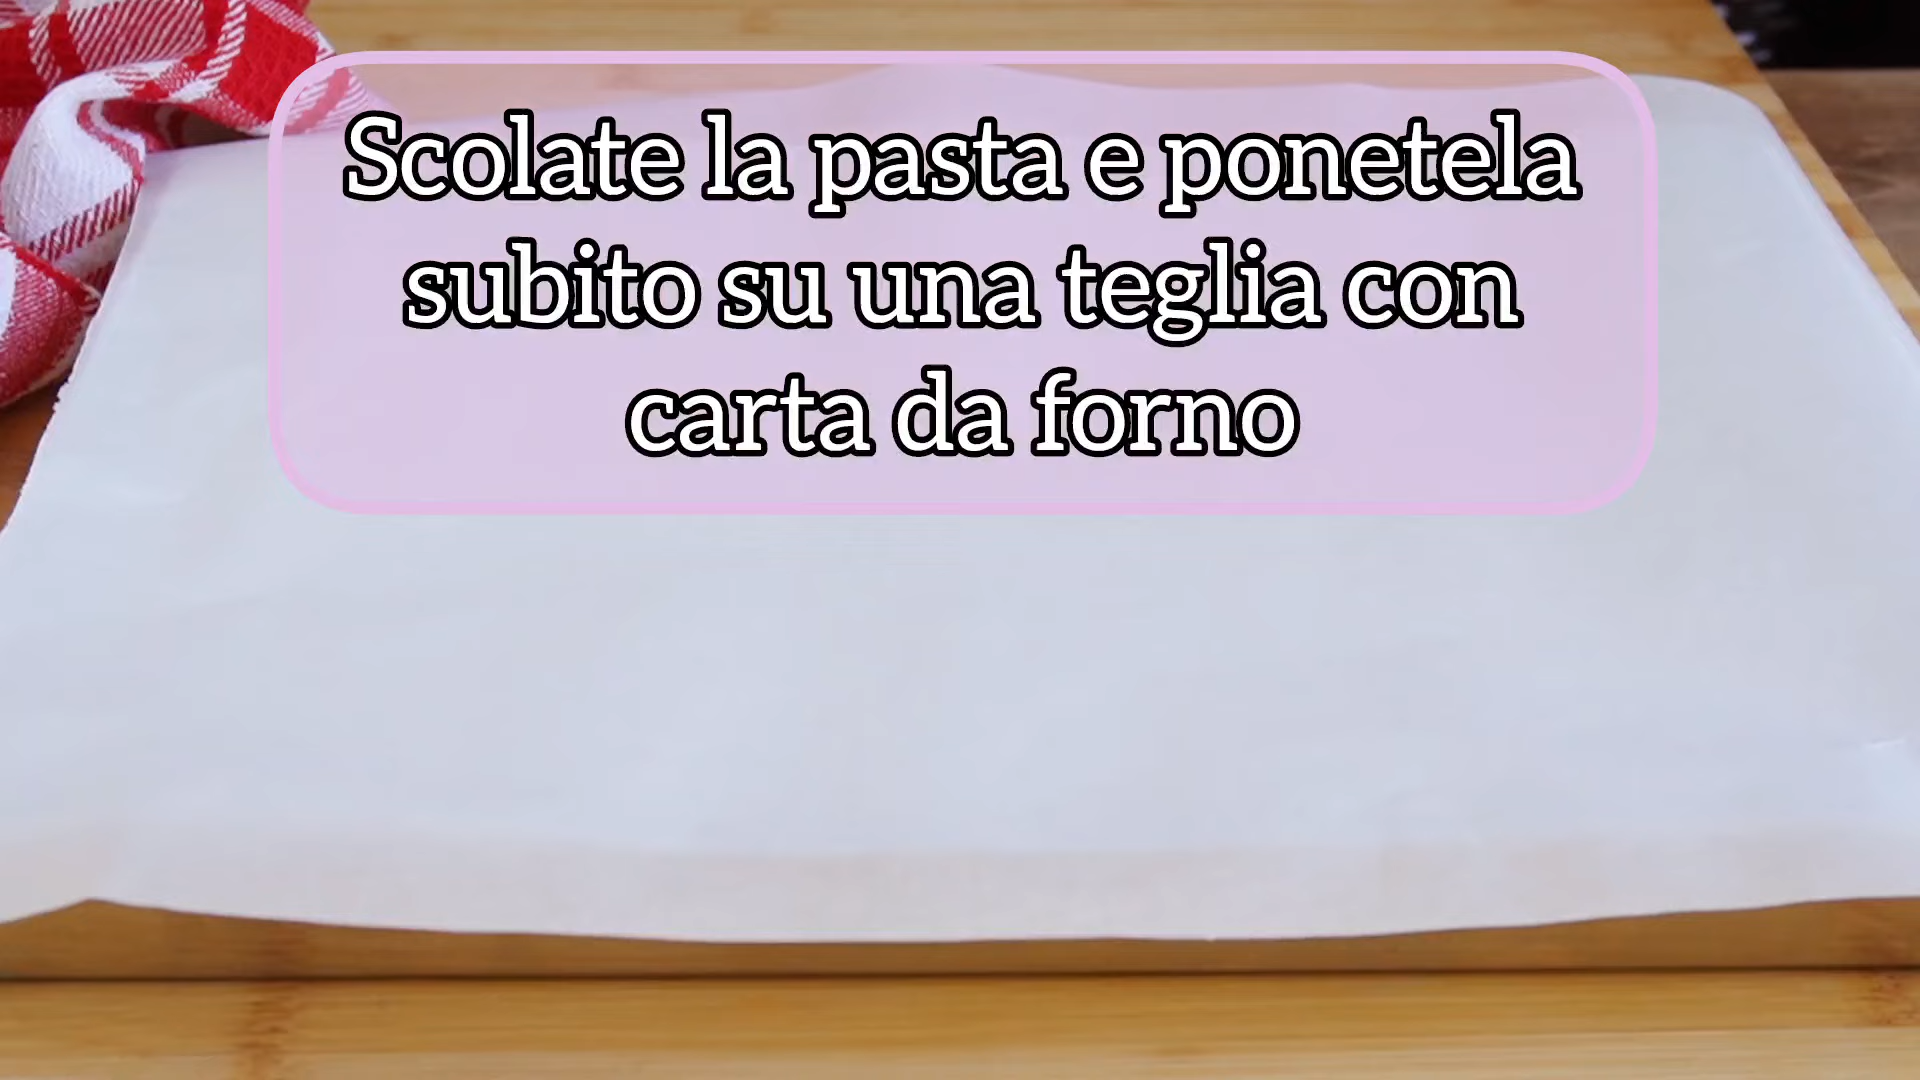 Scolate la pasta e ponetela
subito su una teglia con
carta da forno